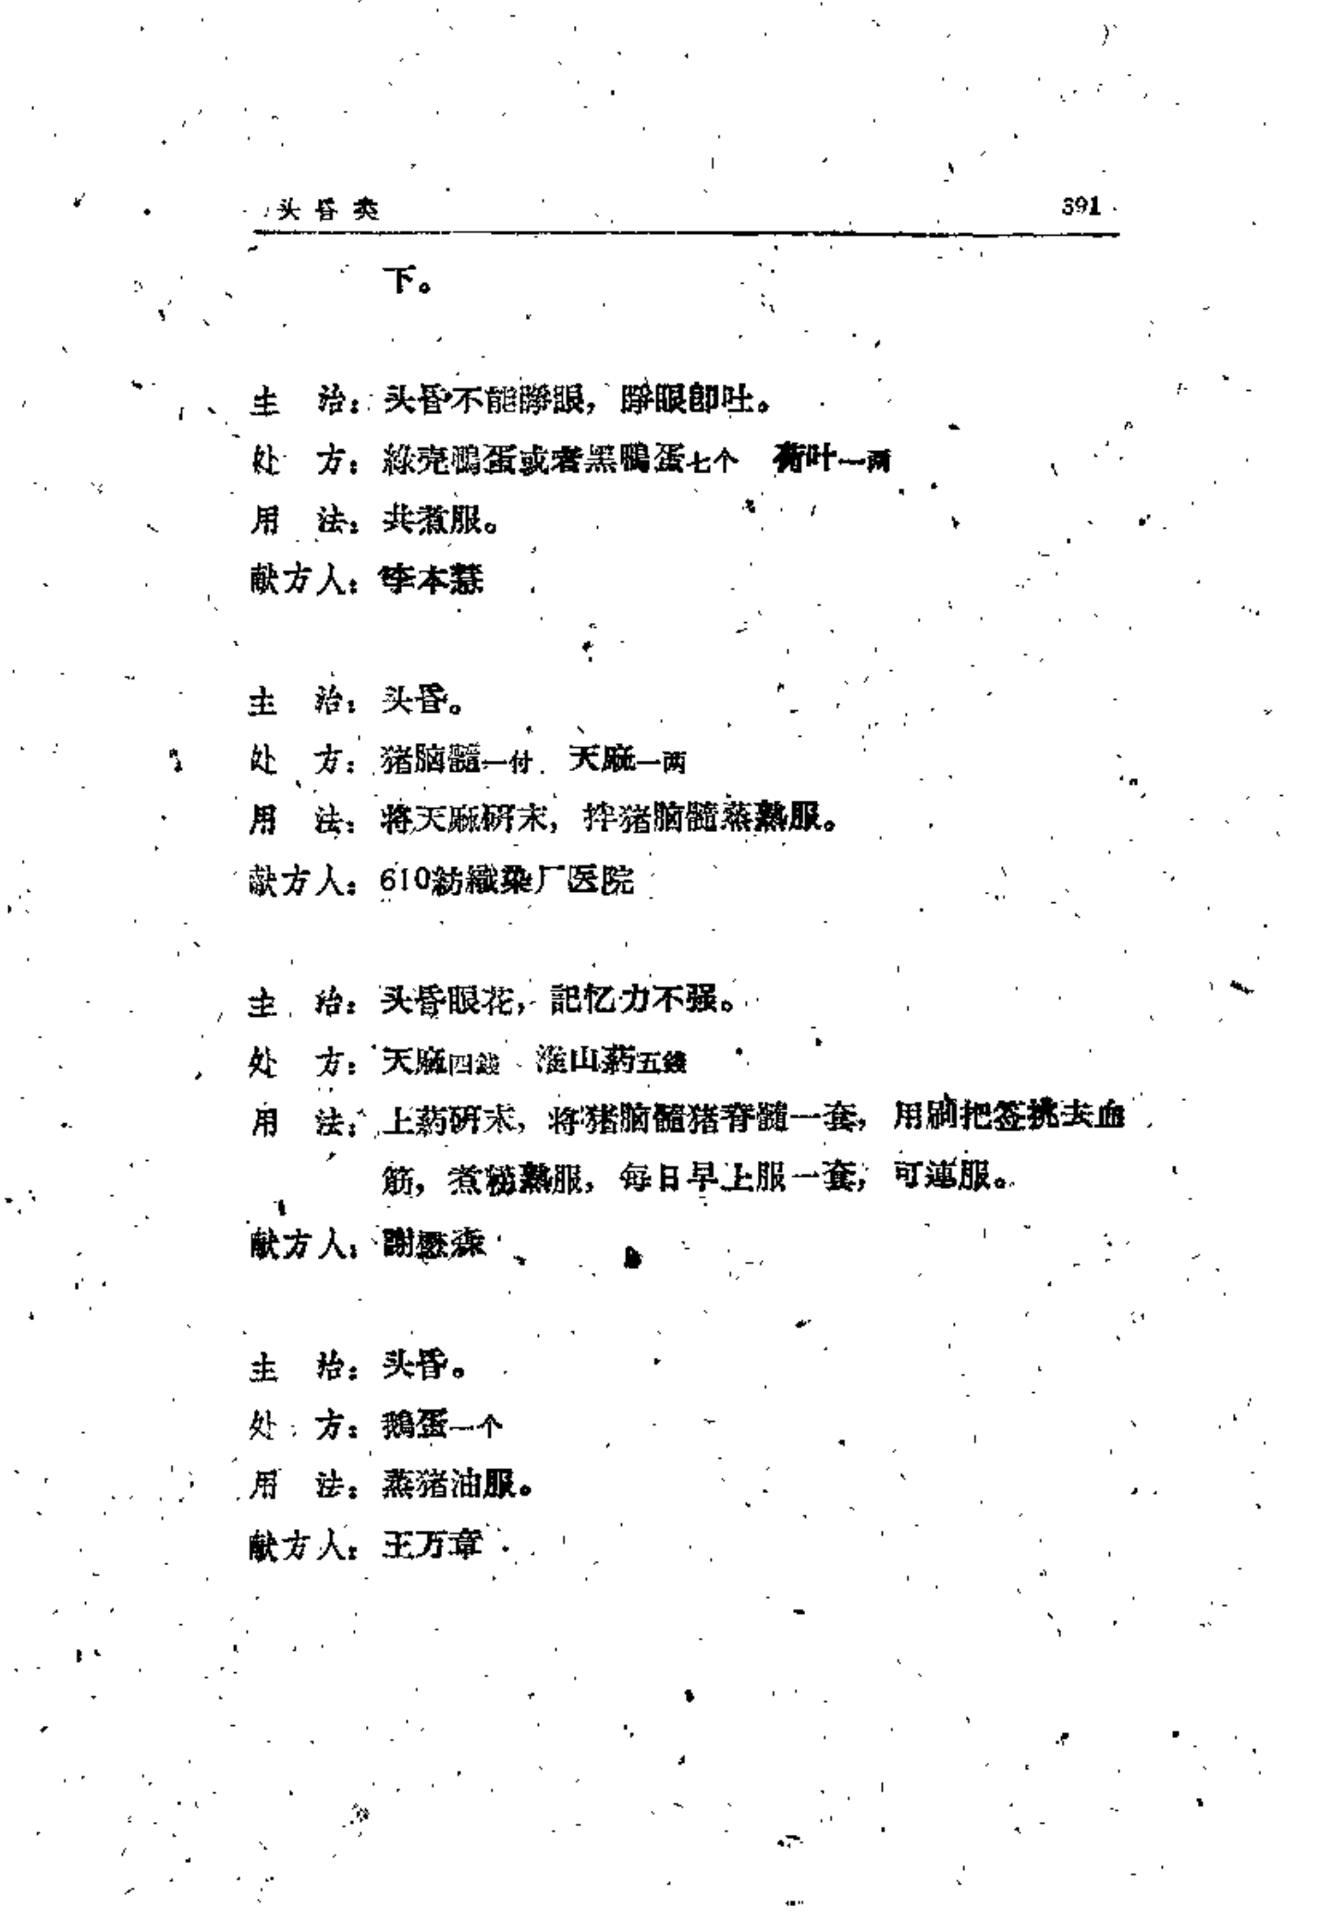 头昏类 391
下。
主 治：头昏不能睜眼，睜眼卽吐。
处 方：綠壳鴨蛋或者黑鴨蛋七个 荷叶一两
用 法：共煮服。
献方人：李本慧
主 治：头昏。
处 方：猪脑髓一付 天麻一两
用 法：将天麻研末，拌猪脑髓蒸熟服。
献方人：610紡織染厂医院
主 治：头昏眼花，記忆力不强。
处 方：天麻四錢 淮山药五錢
用 法：上药研末，将猪脑髓猪脊髓一套，用刷把签挑去血
筋，煮熟服，每日早上服一套，可連服。
献方人：謝懋森
主 治：头昏。
处 方：鵝蛋一个
用 法：蒸猪油服。
献方人：王万章